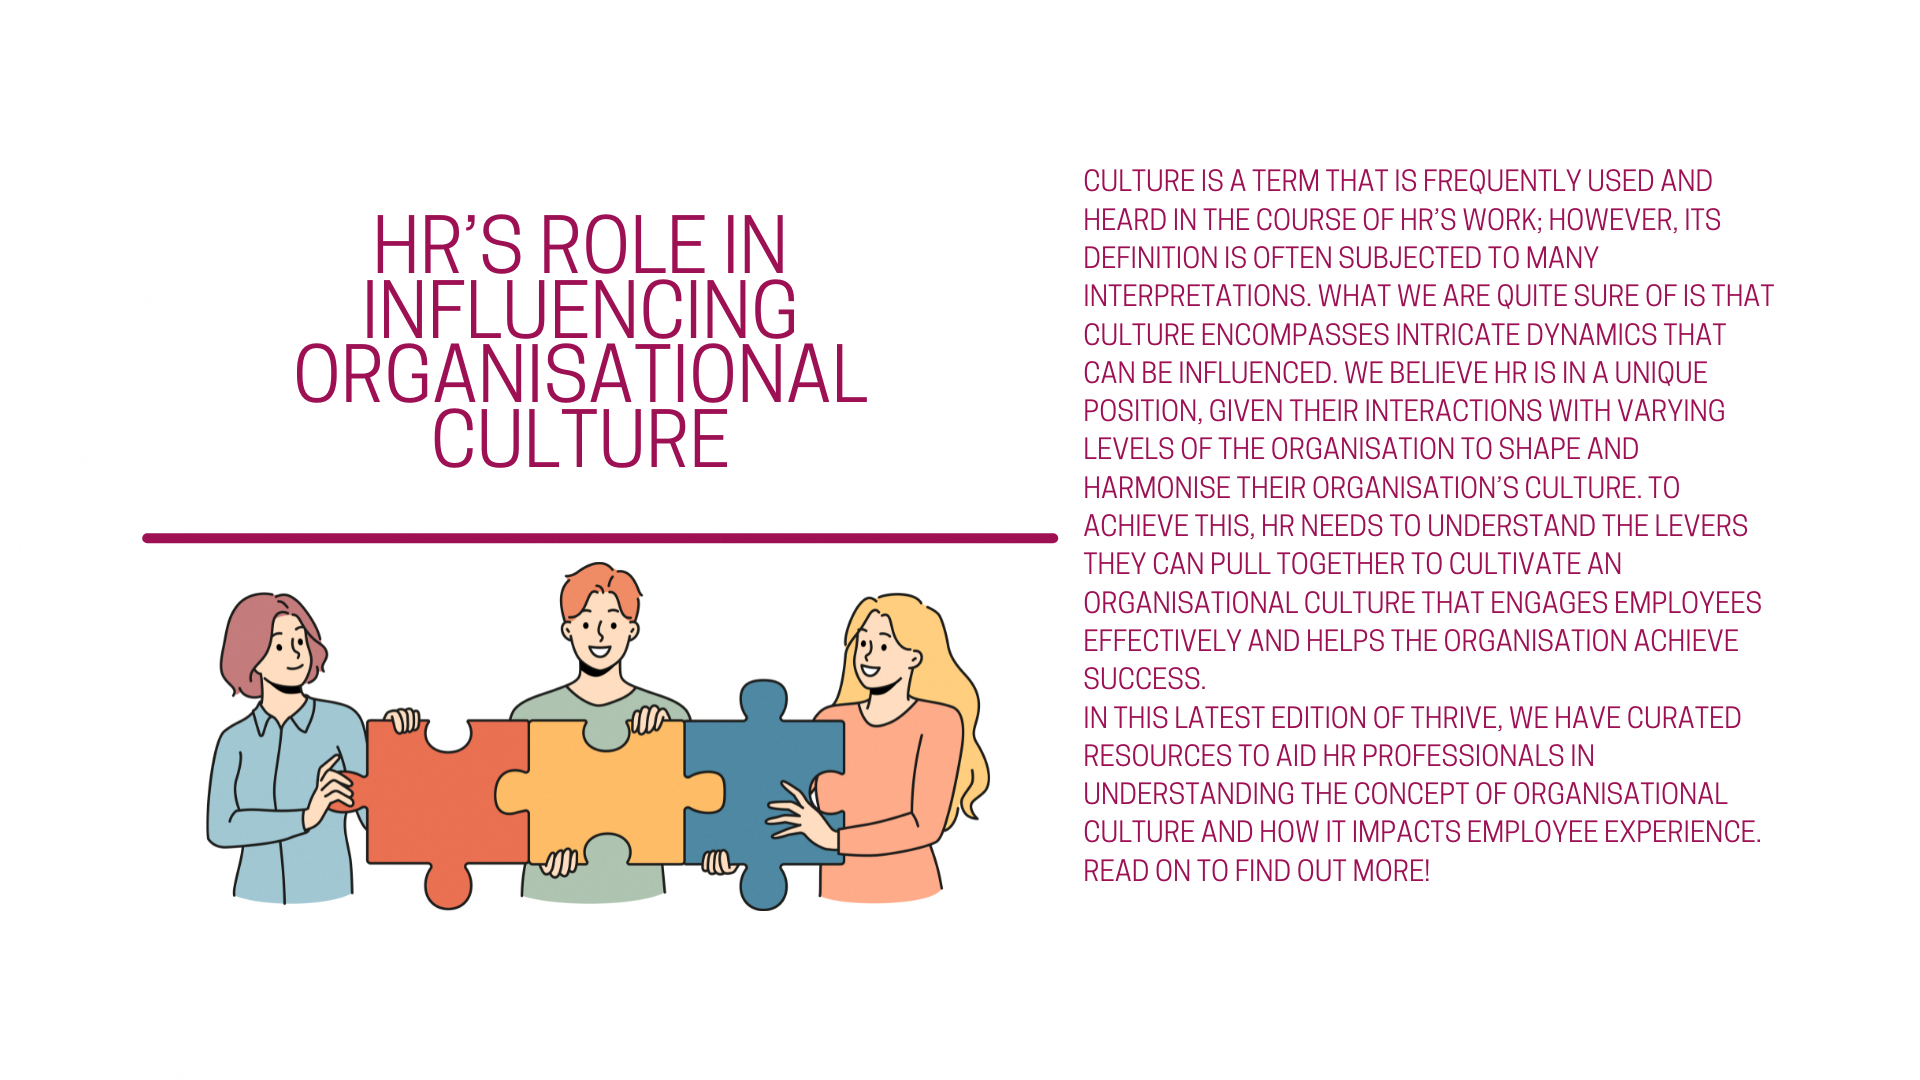 HR’S ROLE IN
INFLUENCING
ORGANISATIONAL
CULTURE
CULTURE IS A TERM THAT IS FREQUENTLY USED AND
HEARD IN THE COURSE OF HR’S WORK; HOWEVER, ITS
DEFINITION IS OFTEN SUBJECTED TO MANY
INTERPRETATIONS. WHAT WE ARE QUITE SURE OF IS THAT
CULTURE ENCOMPASSES INTRICATE DYNAMICS THAT
CAN BE INFLUENCED. WE BELIEVE HR IS IN A UNIQUE
POSITION, GIVEN THEIR INTERACTIONS WITH VARYING
LEVELS OF THE ORGANISATION TO SHAPE AND
HARMONISE THEIR ORGANISATION’S CULTURE. TO
ACHIEVE THIS, HR NEEDS TO UNDERSTAND THE LEVERS
THEY CAN PULL TOGETHER TO CULTIVATE AN
ORGANISATIONAL CULTURE THAT ENGAGES EMPLOYEES
EFFECTIVELY AND HELPS THE ORGANISATION ACHIEVE
SUCCESS.
IN THIS LATEST EDITION OF THRIVE, WE HAVE CURATED
RESOURCES TO AID HR PROFESSIONALS IN
UNDERSTANDING THE CONCEPT OF ORGANISATIONAL
CULTURE AND HOW IT IMPACTS EMPLOYEE EXPERIENCE.
READ ON TO FIND OUT MORE!